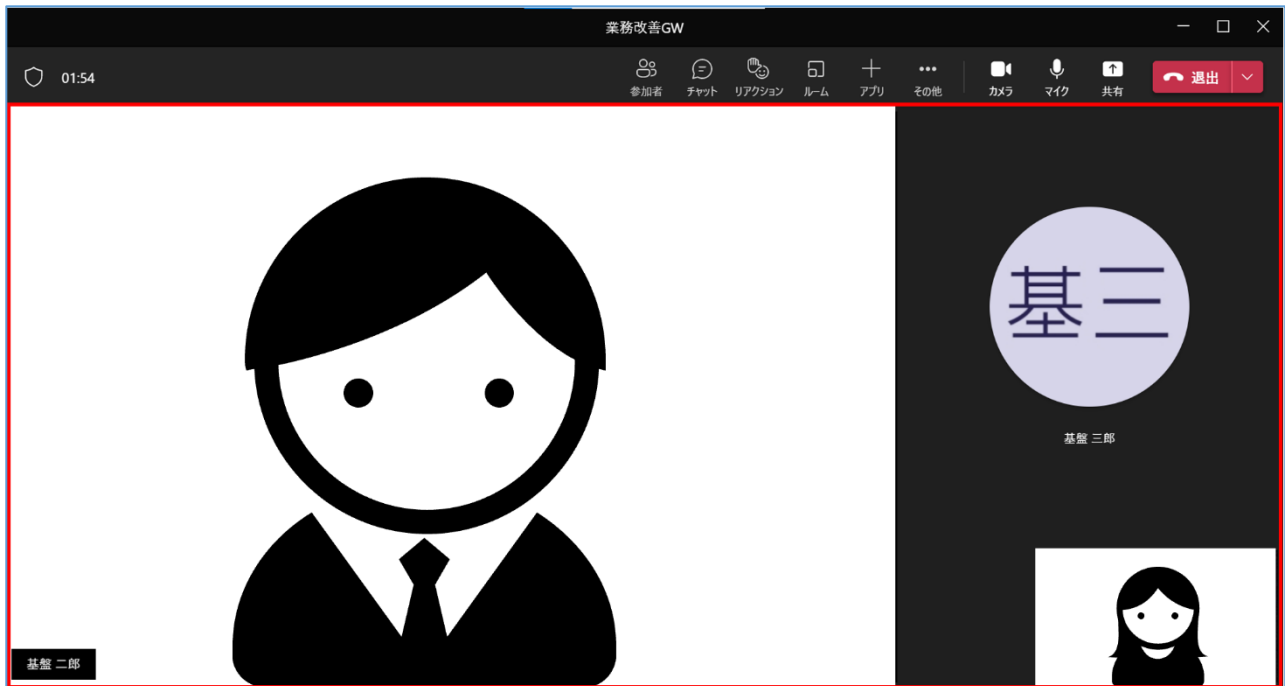 業務改善GW
01:54
参加者 チャット リアクション ルーム アプリ その他 カメラ マイク 共有 退出
基三
基盤 三郎
基盤 二郎